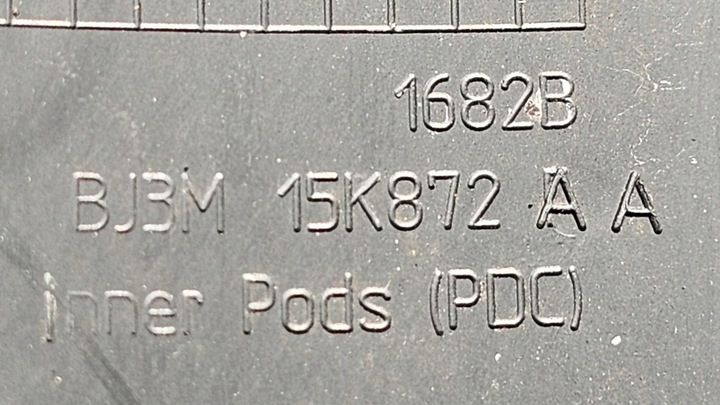 1682B
BJ3M 15K872 A A
inner Pods (PDC)